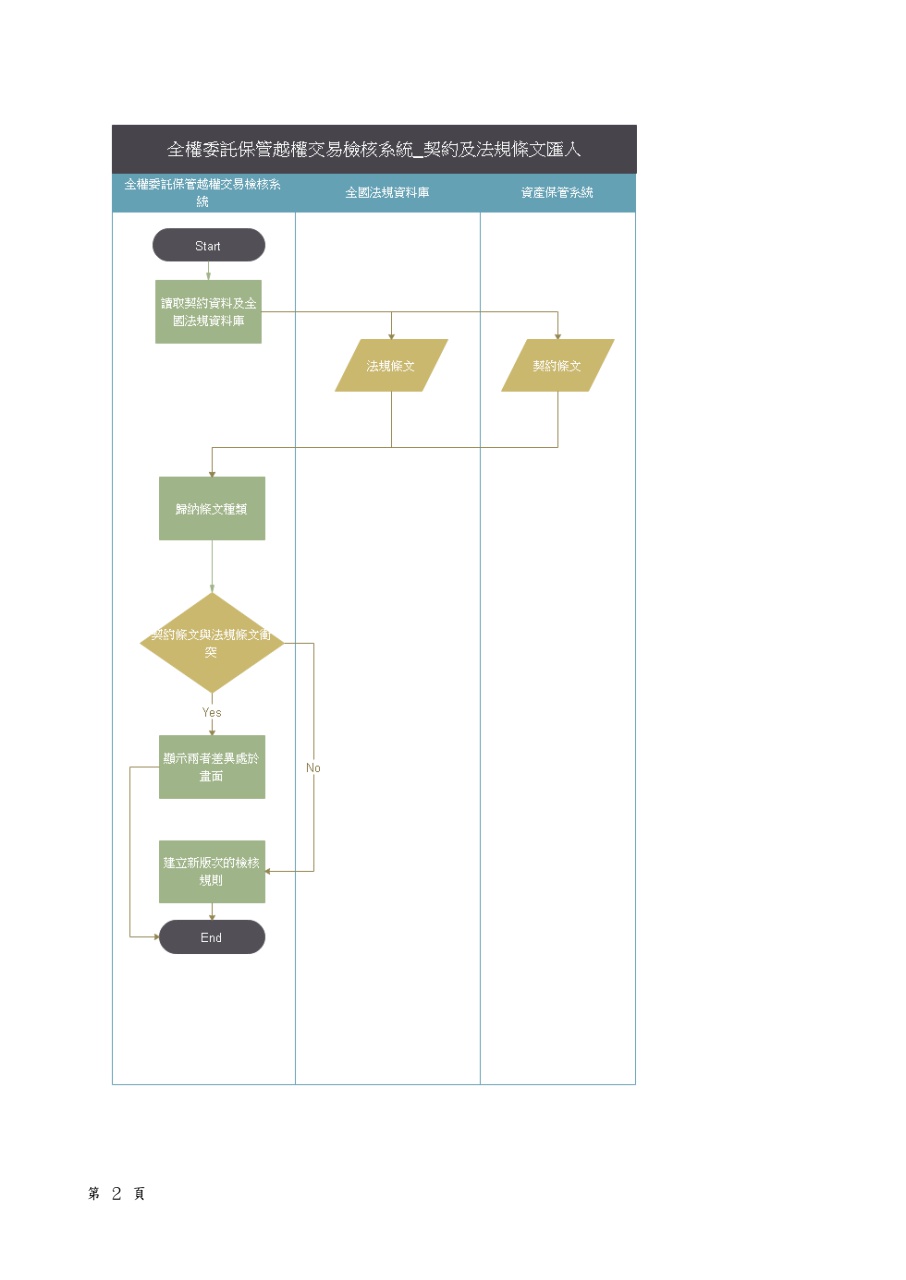 全權委託保管越權交易檢核系統_契約及法規條文匯入
全權委託保管越權交易檢核系
統
全國法規資料庫
資產保管系統
Start
讀取契約資料及全
國法規資料庫
法規條文
契約條文
歸納條文種類
契約條文與法規條文衝
突
Yes
顯示兩者差異處於
畫面
No
建立新版次的檢核
規則
End
第 2 頁